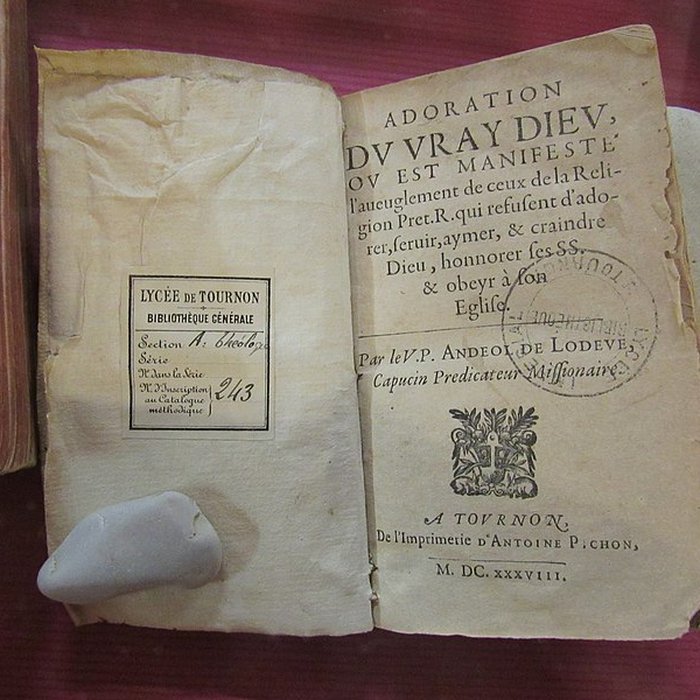 LYCÉE DE TOURNON
BIBLIOTHÈQUE GÉNÉRALE
Section A: théologie
Série
N.º dans la Série
N.º d'Inscription
au Catalogue
méthodique
243
ADORATION
DV VRAY DIEV,
OV EST MANIFESTÉ
l'aueuglement de ceux de la Reli-
gion Pret.R. qui refusent d'ado-
rer, seruir, aymer, & craindre
Dieu, honnorer ses SS.
& obeyr à son
Eglise.
Par le V.P. ANDEOL DE LODEVE,
Capucin Predicateur Missionaire.
A TOVRNON,
De l'Imprimerie d'ANTOINE PICHON,
M. DC. XXXVIII.